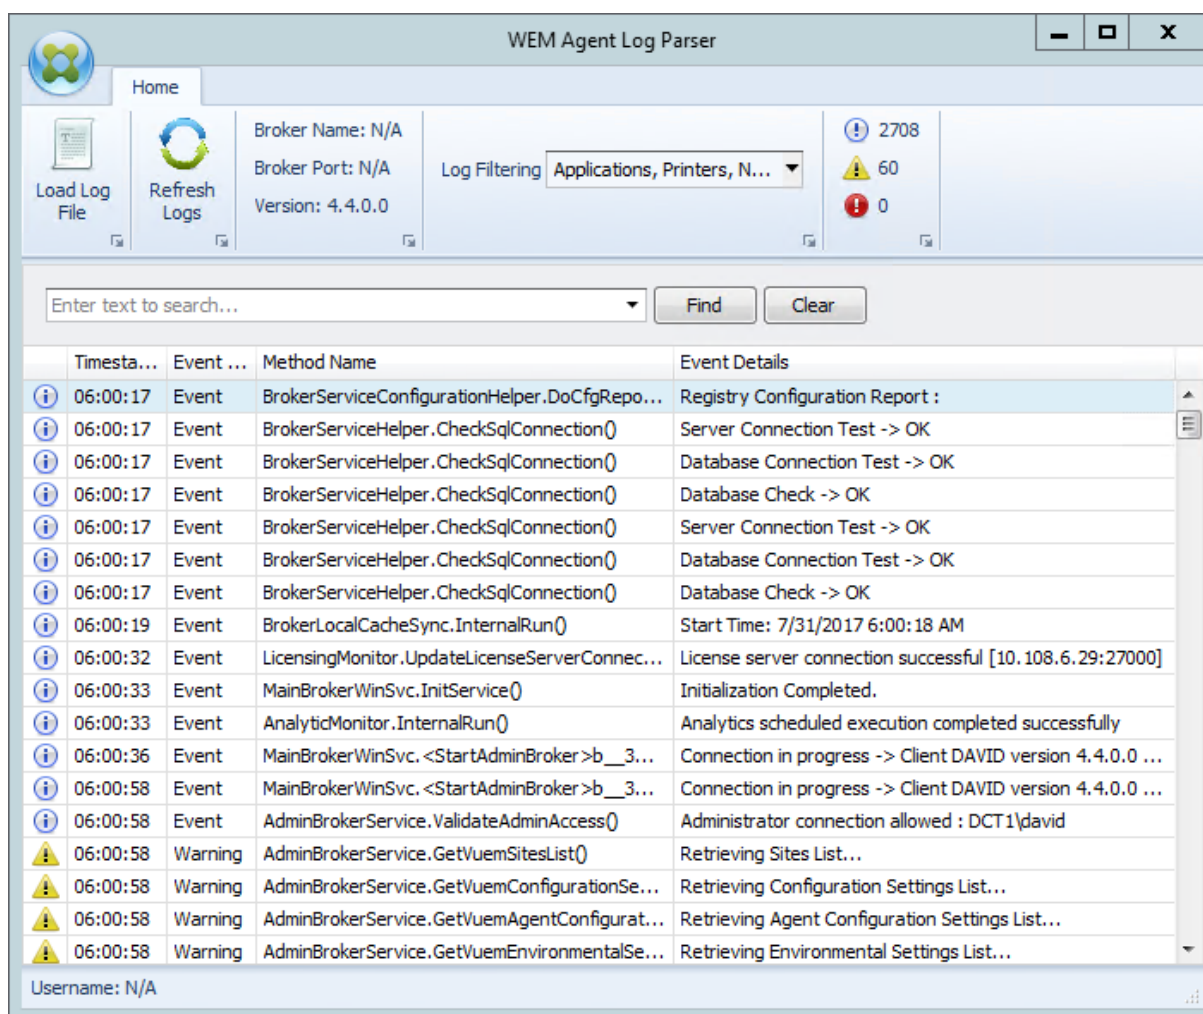 WEM Agent Log Parser
Home
Load Log File
Refresh Logs
Broker Name: N/A
Broker Port: N/A
Version: 4.4.0.0
Log Filtering Applications, Printers, N...
2708
60
0
Enter text to search...
Find Clear
Timesta... Event ... Method Name Event Details
06:00:17 Event BrokerServiceConfigurationHelper.DoCfgRepo... Registry Configuration Report :
06:00:17 Event BrokerServiceHelper.CheckSqlConnection() Server Connection Test -> OK
06:00:17 Event BrokerServiceHelper.CheckSqlConnection() Database Connection Test -> OK
06:00:17 Event BrokerServiceHelper.CheckSqlConnection() Database Check -> OK
06:00:17 Event BrokerServiceHelper.CheckSqlConnection() Server Connection Test -> OK
06:00:17 Event BrokerServiceHelper.CheckSqlConnection() Database Connection Test -> OK
06:00:17 Event BrokerServiceHelper.CheckSqlConnection() Database Check -> OK
06:00:19 Event BrokerLocalCacheSync.InternalRun() Start Time: 7/31/2017 6:00:18 AM
06:00:32 Event LicensingMonitor.UpdateLicenseServerConnec... License server connection successful [10.108.6.29:27000]
06:00:33 Event MainBrokerWinSvc.InitService() Initialization Completed.
06:00:33 Event AnalyticMonitor.InternalRun() Analytics scheduled execution completed successfully
06:00:36 Event MainBrokerWinSvc.<StartAdminBroker>b__3... Connection in progress -> Client DAVID version 4.4.0.0 ...
06:00:58 Event MainBrokerWinSvc.<StartAdminBroker>b__3... Connection in progress -> Client DAVID version 4.4.0.0 ...
06:00:58 Event AdminBrokerService.ValidateAdminAccess() Administrator connection allowed : DCT1\david
06:00:58 Warning AdminBrokerService.GetVuemSitesList() Retrieving Sites List...
06:00:58 Warning AdminBrokerService.GetVuemConfigurationSe... Retrieving Configuration Settings List...
06:00:58 Warning AdminBrokerService.GetVuemAgentConfigurat... Retrieving Agent Configuration Settings List...
06:00:58 Warning AdminBrokerService.GetVuemEnvironmentalSe... Retrieving Environmental Settings List...
Username: N/A